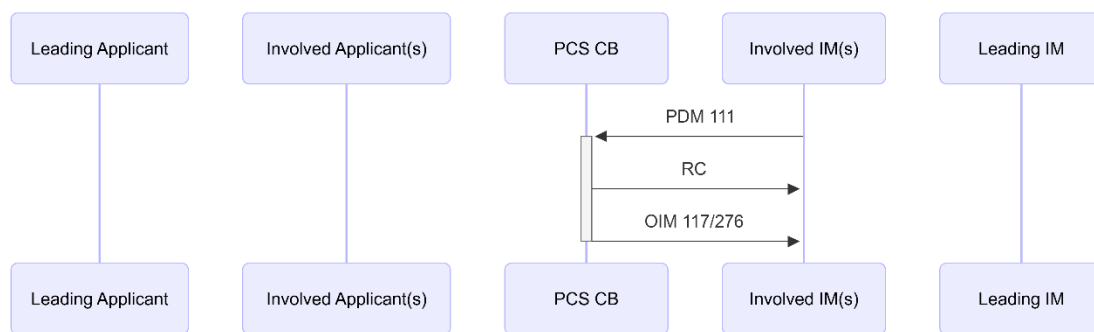 Leading Applicant
Involved Applicant(s)
PCS CB
Involved IM(s)
Leading IM
PDM 111
RC
OIM 117/276
Leading Applicant
Involved Applicant(s)
PCS CB
Involved IM(s)
Leading IM